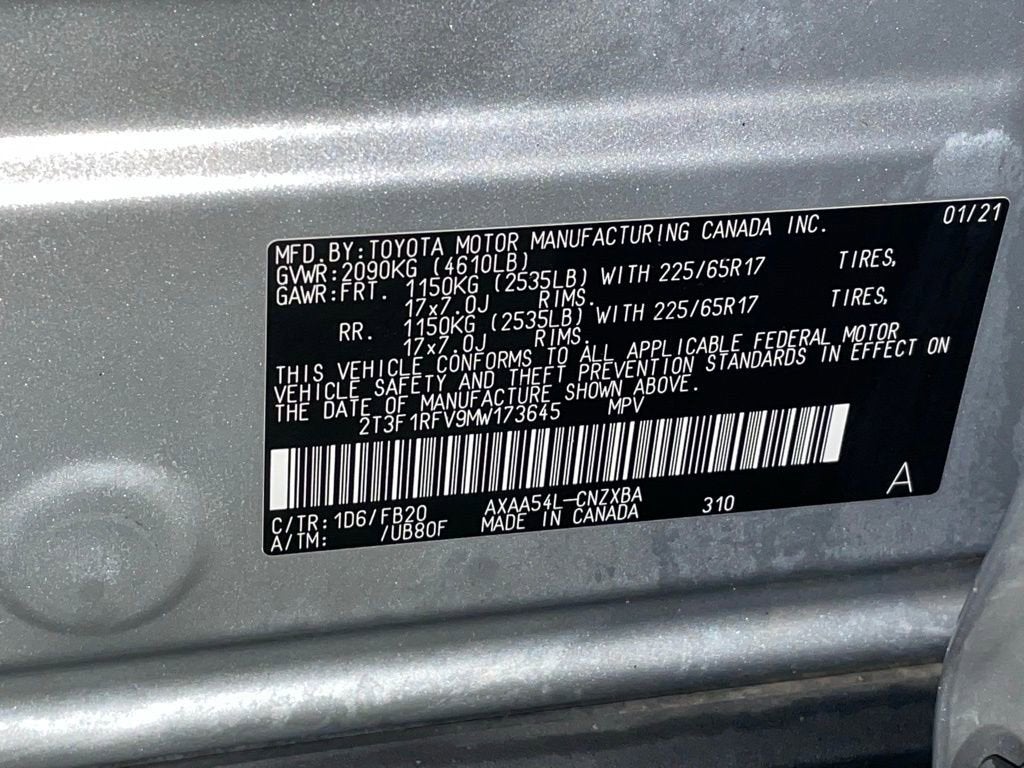 01/21
MFD.BY:TOYOTA MOTOR MANUFACTURING CANADA INC.
GVWR:2090KG (4610LB)
GAWR:FRT. 1150KG (2535LB) WITH 225/65R17 TIRES,
17x7.0J RIMS.
RR. 1150KG (2535LB) WITH 225/65R17 TIRES,
17x7.0J RIMS.
THIS VEHICLE CONFORMS TO ALL APPLICABLE FEDERAL MOTOR
VEHICLE SAFETY AND THEFT PREVENTION STANDARDS IN EFFECT ON
THE DATE OF MANUFACTURE SHOWN ABOVE.
2T3F1RFV9MW173645 MPV
A
C/TR: 1D6/FB20 AXAA54L-CNZXBA 310
A/TM: /UB80F MADE IN CANADA